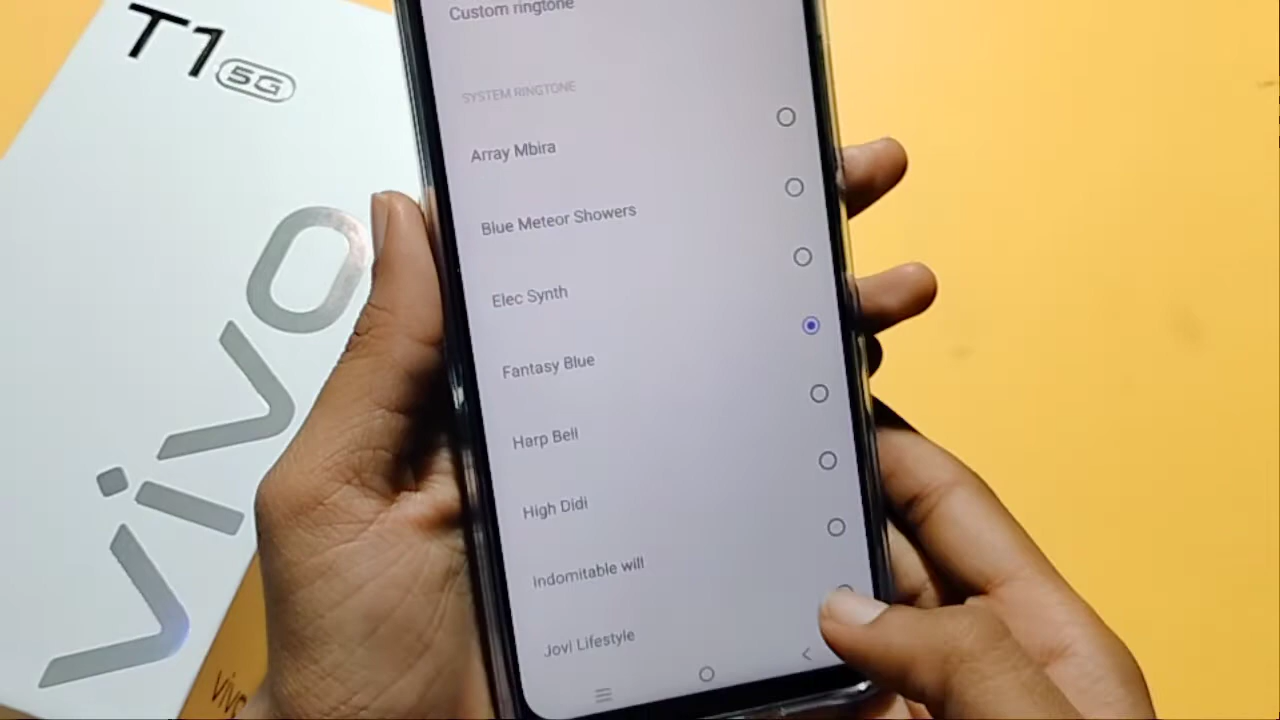 T1 5G
vivo
vivo
Custom ringtone
SYSTEM RINGTONE
Array Mbira
Blue Meteor Showers
Elec Synth
Fantasy Blue
Harp Bell
High Didi
Indomitable will
Jovi Lifestyle